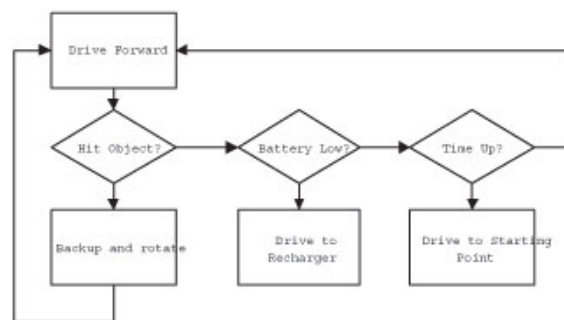 Drive Forward
Hit Object?
Battery Low?
Time Up?
Backup and rotate
Drive to
Recharger
Drive to Starting
Point